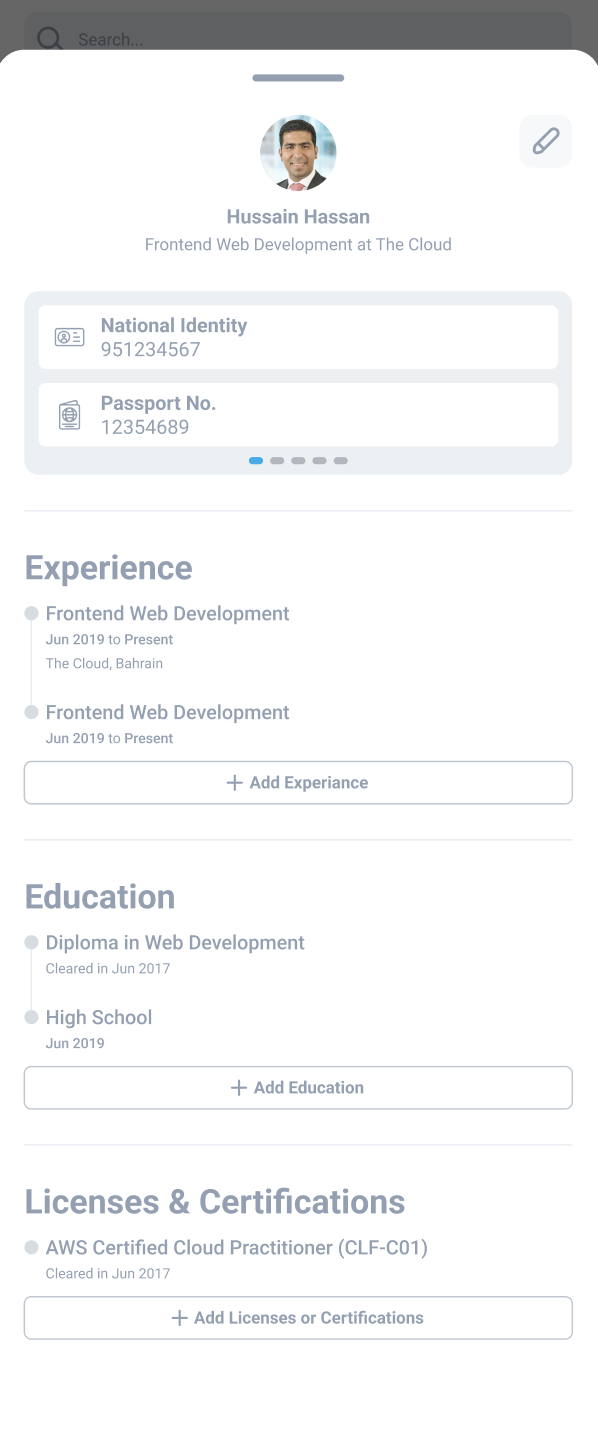 Search...
Hussain Hassan
Frontend Web Development at The Cloud
National Identity
951234567
Passport No.
12354689
Experience
Frontend Web Development
Jun 2019 to Present
The Cloud, Bahrain
Frontend Web Development
Jun 2019 to Present
Add Experiance
Education
Diploma in Web Development
Cleared in Jun 2017
High School
Jun 2019
Add Education
Licenses & Certifications
AWS Certified Cloud Practitioner (CLF-C01)
Cleared in Jun 2017
Add Licenses or Certifications